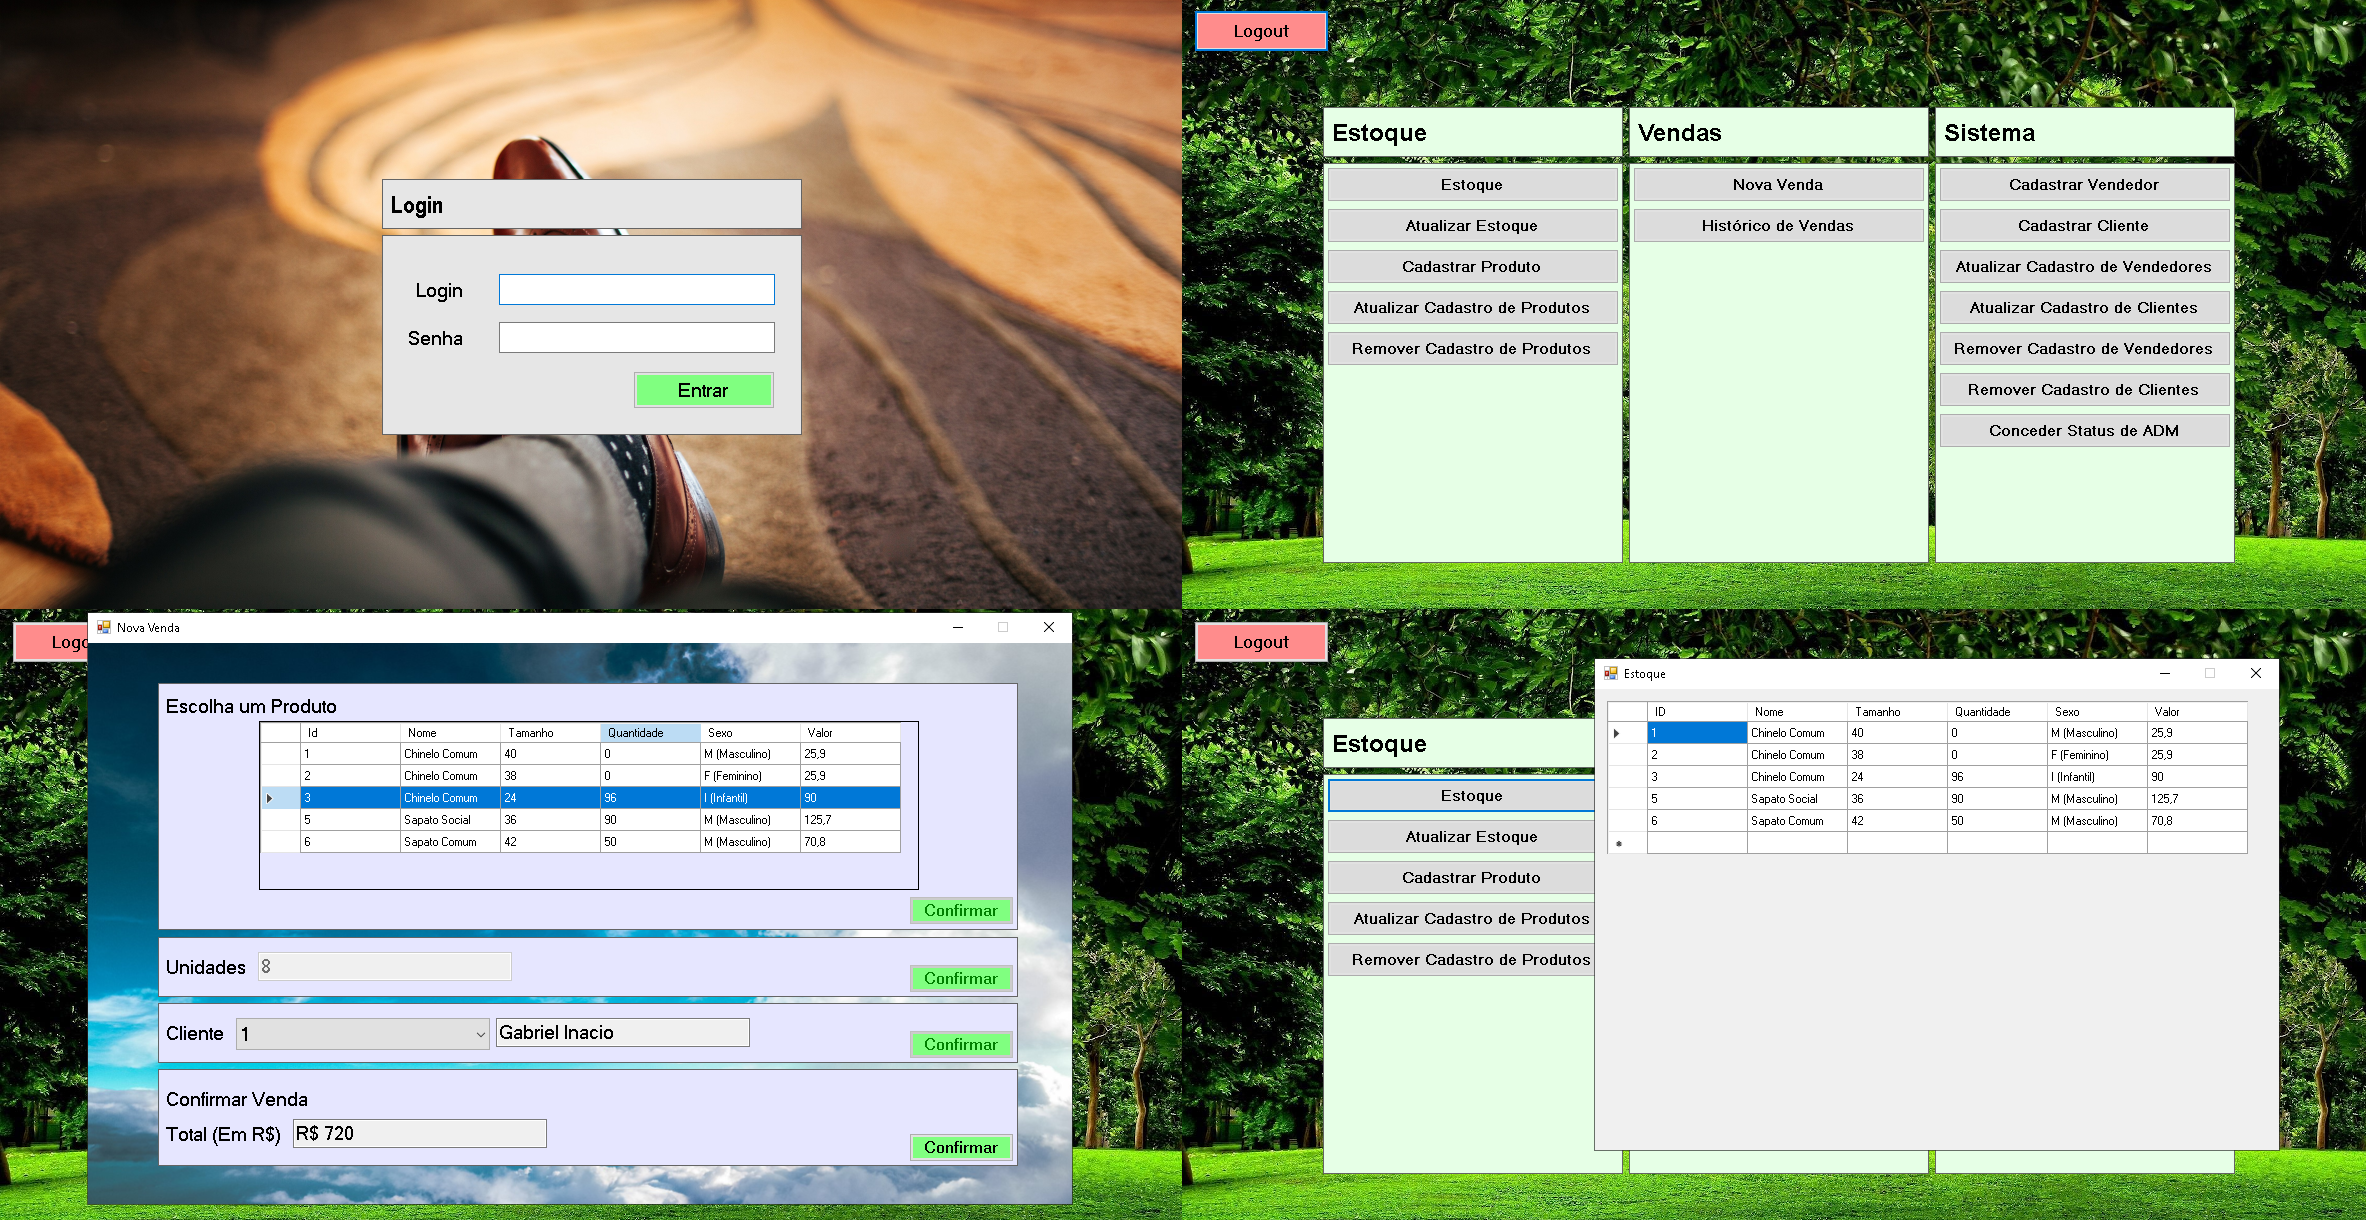 Login
Login
Senha
Entrar
Logout
Estoque
Estoque
Atualizar Estoque
Cadastrar Produto
Atualizar Cadastro de Produtos
Remover Cadastro de Produtos
Vendas
Nova Venda
Histórico de Vendas
Sistema
Cadastrar Vendedor
Cadastrar Cliente
Atualizar Cadastro de Vendedores
Atualizar Cadastro de Clientes
Remover Cadastro de Vendedores
Remover Cadastro de Clientes
Conceder Status de ADM
Logo
Nova Venda
Escolha um Produto
Id Nome Tamanho Quantidade Sexo Valor
1 Chinelo Comum 40 0 M (Masculino) 25,9
2 Chinelo Comum 38 0 F (Feminino) 25,9
3 Chinelo Comum 24 96 I (Infantil) 90
5 Sapato Social 36 90 M (Masculino) 125,7
6 Sapato Comum 42 50 M (Masculino) 70,8
Confirmar
Unidades 8
Confirmar
Cliente 1 Gabriel Inacio
Confirmar
Confirmar Venda
Total (Em R$) R$ 720
Confirmar
Logout
Estoque
Estoque
Atualizar Estoque
Cadastrar Produto
Atualizar Cadastro de Produtos
Remover Cadastro de Produtos
Estoque
ID Nome Tamanho Quantidade Sexo Valor
1 Chinelo Comum 40 0 M (Masculino) 25,9
2 Chinelo Comum 38 0 F (Feminino) 25,9
3 Chinelo Comum 24 96 I (Infantil) 90
5 Sapato Social 36 90 M (Masculino) 125,7
6 Sapato Comum 42 50 M (Masculino) 70,8